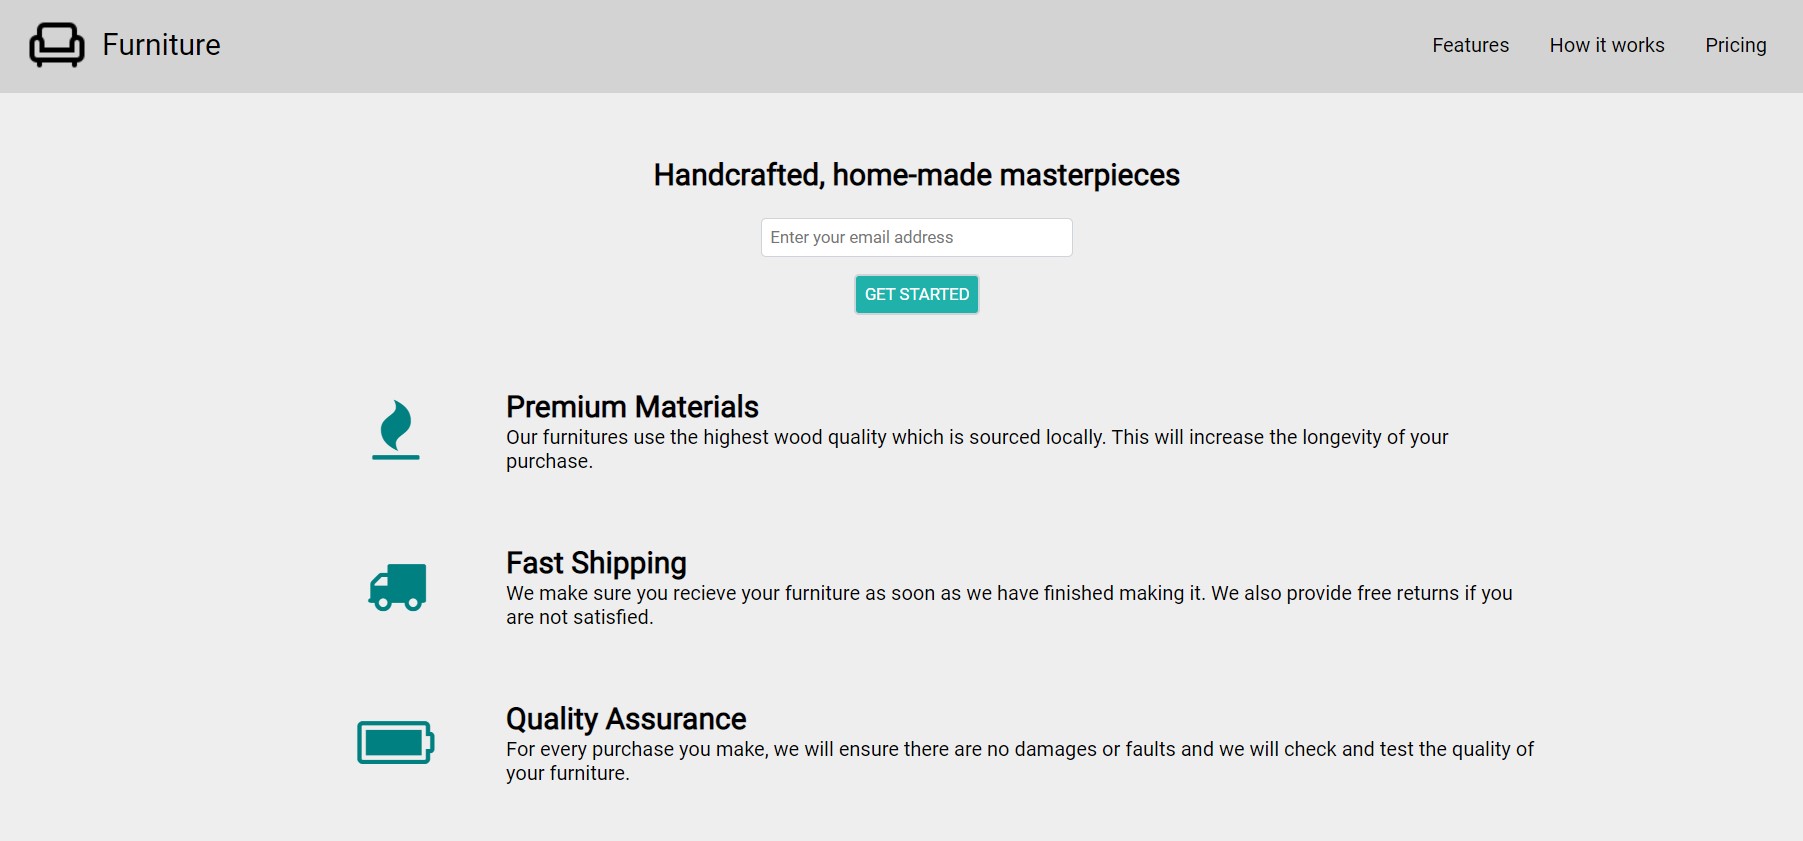 Furniture
Features
How it works
Pricing
Handcrafted, home-made masterpieces
Enter your email address
GET STARTED
Premium Materials
Our furnitures use the highest wood quality which is sourced locally. This will increase the longevity of your
purchase.
Fast Shipping
We make sure you recieve your furniture as soon as we have finished making it. We also provide free returns if you
are not satisfied.
Quality Assurance
For every purchase you make, we will ensure there are no damages or faults and we will check and test the quality of
your furniture.